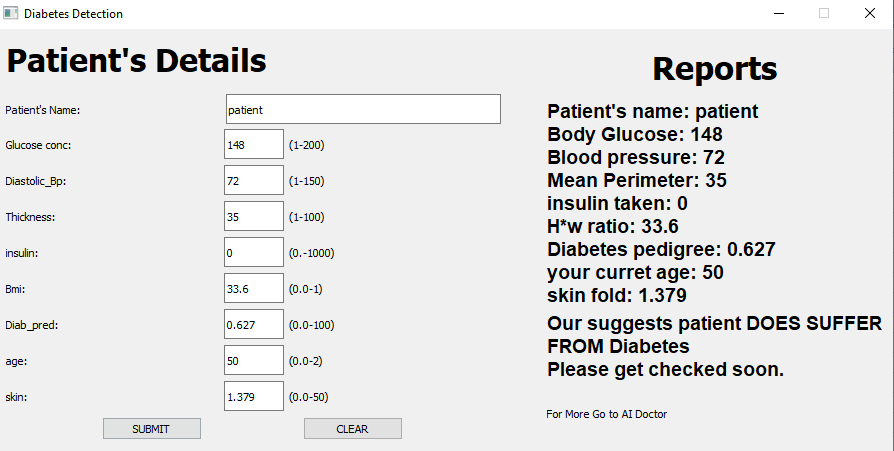 Diabetes Detection
Patient's Details
Patient's Name: patient
Glucose conc: 148 (1-200)
Diastolic_Bp: 72 (1-150)
Thickness: 35 (1-100)
insulin: 0 (0.-1000)
Bmi: 33.6 (0.0-1)
Diab_pred: 0.627 (0.0-100)
age: 50 (0.0-2)
skin: 1.379 (0.0-50)
SUBMIT CLEAR
Reports
Patient's name: patient
Body Glucose: 148
Blood pressure: 72
Mean Perimeter: 35
insulin taken: 0
H*w ratio: 33.6
Diabetes pedigree: 0.627
your curret age: 50
skin fold: 1.379
Our suggests patient DOES SUFFER
FROM Diabetes
Please get checked soon.
For More Go to AI Doctor